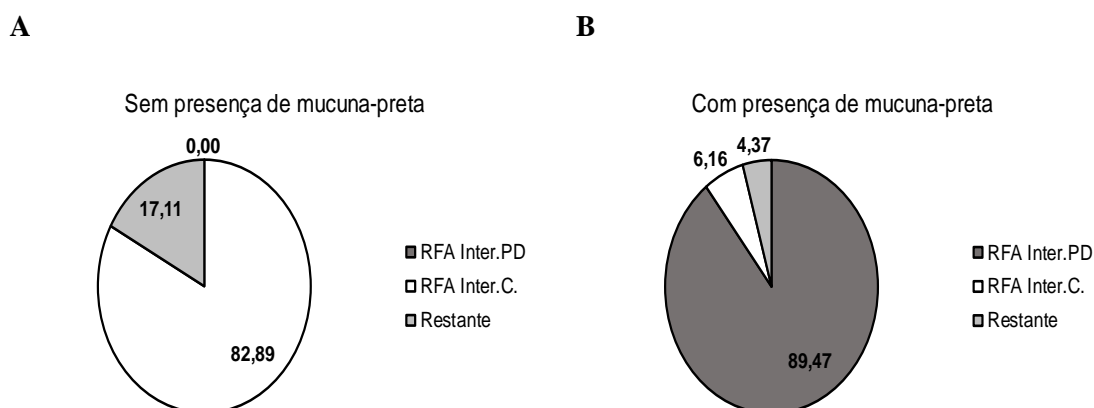 A
B
Sem presença de mucuna-preta
0,00
17,11
82,89
RFA Inter.PD
RFA Inter.C.
Restante
Com presença de mucuna-preta
6,16
4,37
89,47
RFA Inter.PD
RFA Inter.C.
Restante